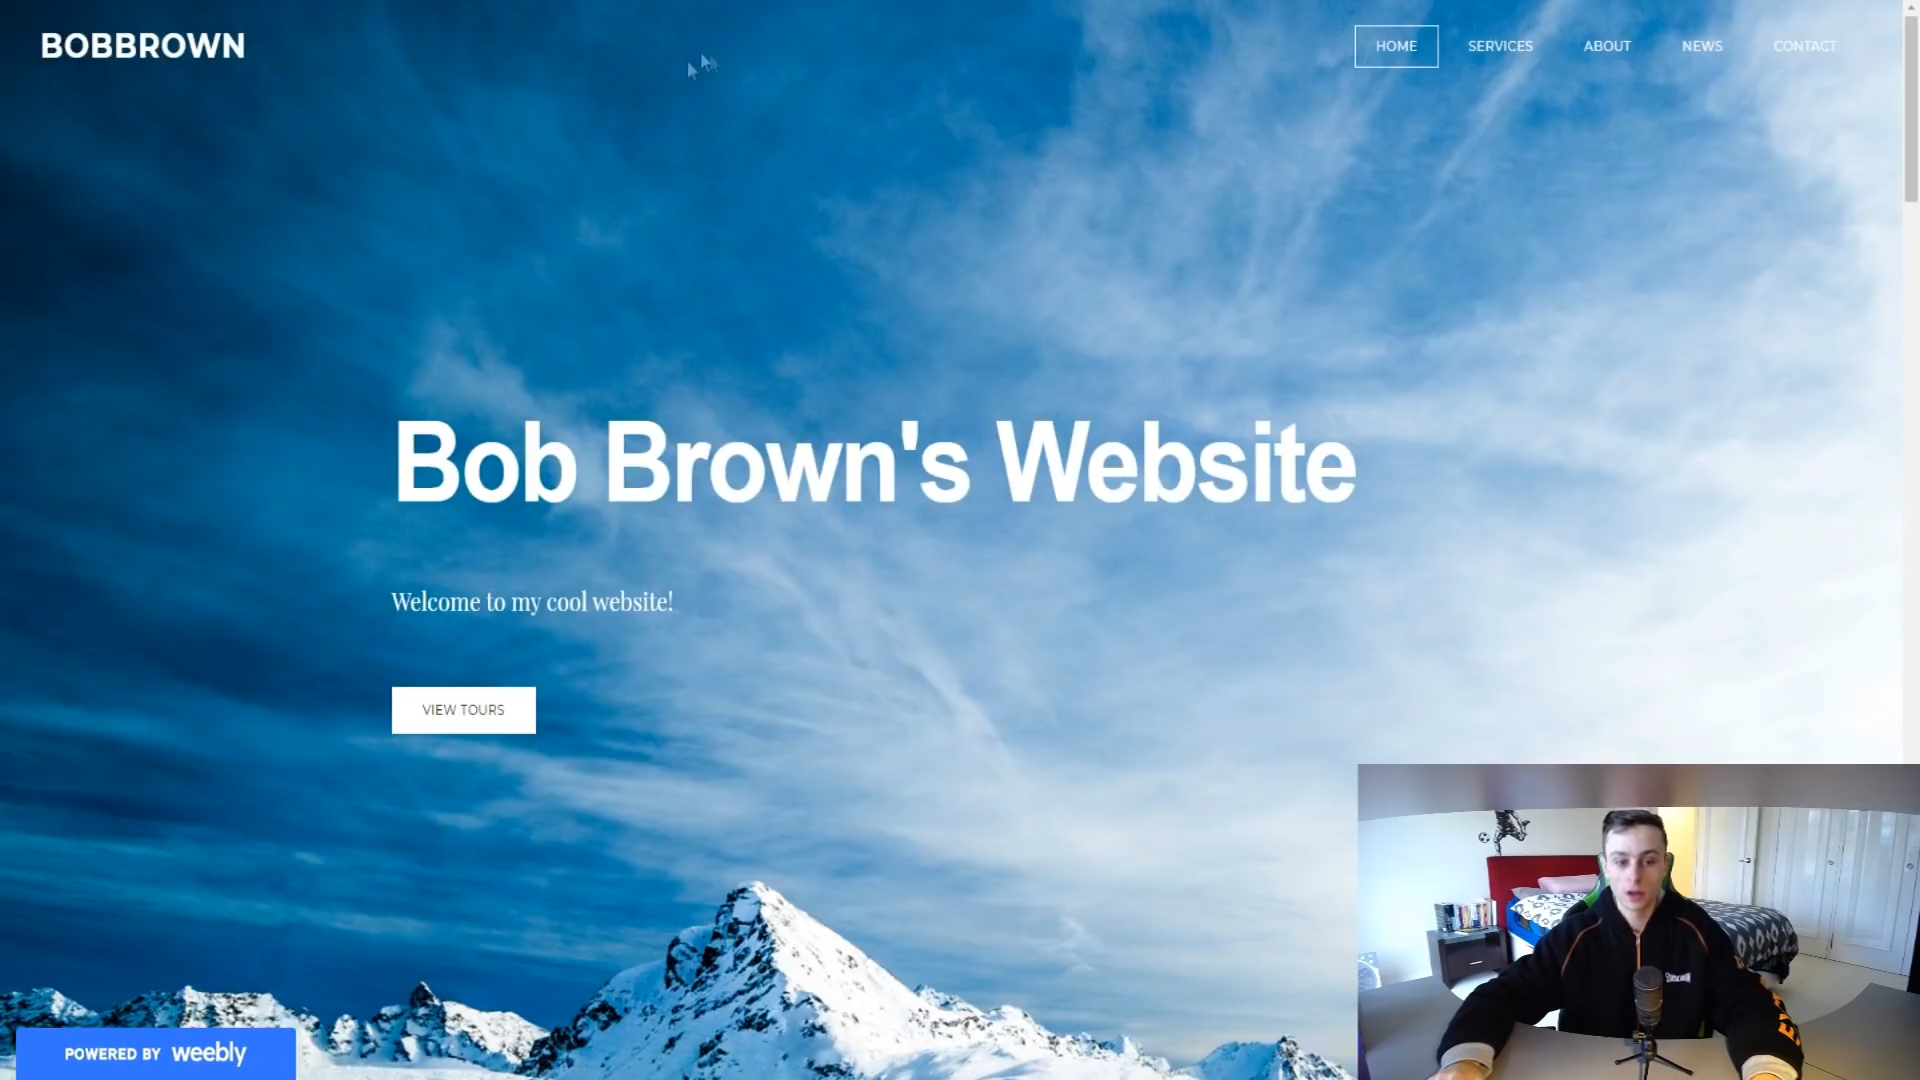 BOBBROWN
HOME
SERVICES
ABOUT
NEWS
CONTACT
Bob Brown's Website
Welcome to my cool website!
VIEW TOURS
POWERED BY weebly